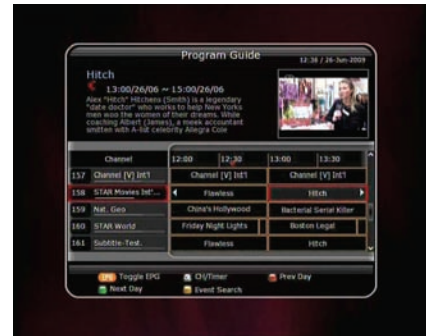 Program Guide
12:38 / 26-Jun-2009
Hitch
13:00/26/06 ~ 15:00/26/06
Alex "Hitch" Hitchens (Smith) is a legendary
"date doctor" who works to help New Yorks
men woo the women of their dreams. While
coaching Albert (James), a meek accountant
smitten with A-list celebrity Allegra Cole
Channel 12:00 12:30 13:00 13:30
157 Channel [V] Int'l Channel [V] Int'l Channel [V] Int'l
158 STAR Movies Int'... Flawless Hitch
159 Nat. Geo China's Hollywood Bacterial Serial Killer
160 STAR World Friday Night Lights Boston Legal
161 Subtitle-Test. Flawless Hitch
EPG Toggle EPG CH/Timer Prev Day
Next Day Event Search